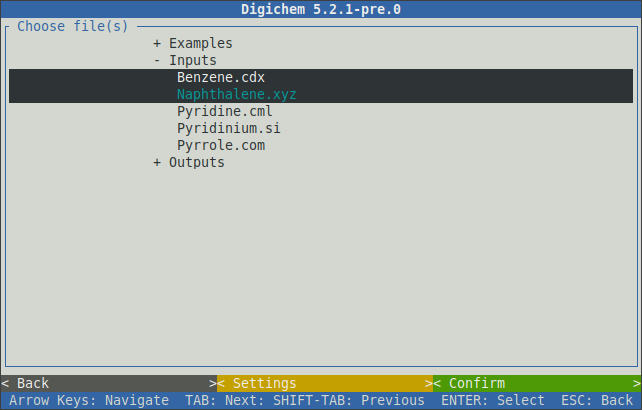 Digichem 5.2.1-pre.0
Choose file(s)
+ Examples
- Inputs
Benzene.cdx
Naphthalene.xyz
Pyridine.cml
Pyridinium.si
Pyrrole.com
+ Outputs
< Back >< Settings >< Confirm >
Arrow Keys: Navigate TAB: Next: SHIFT-TAB: Previous ENTER: Select ESC: Back